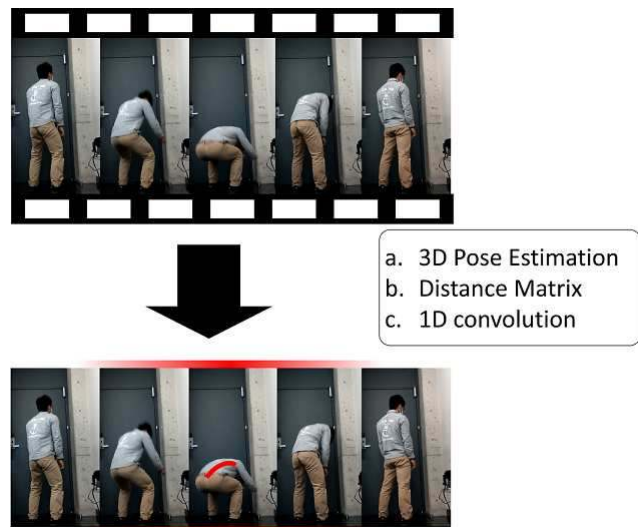 a. 3D Pose Estimation
b. Distance Matrix
c. 1D convolution